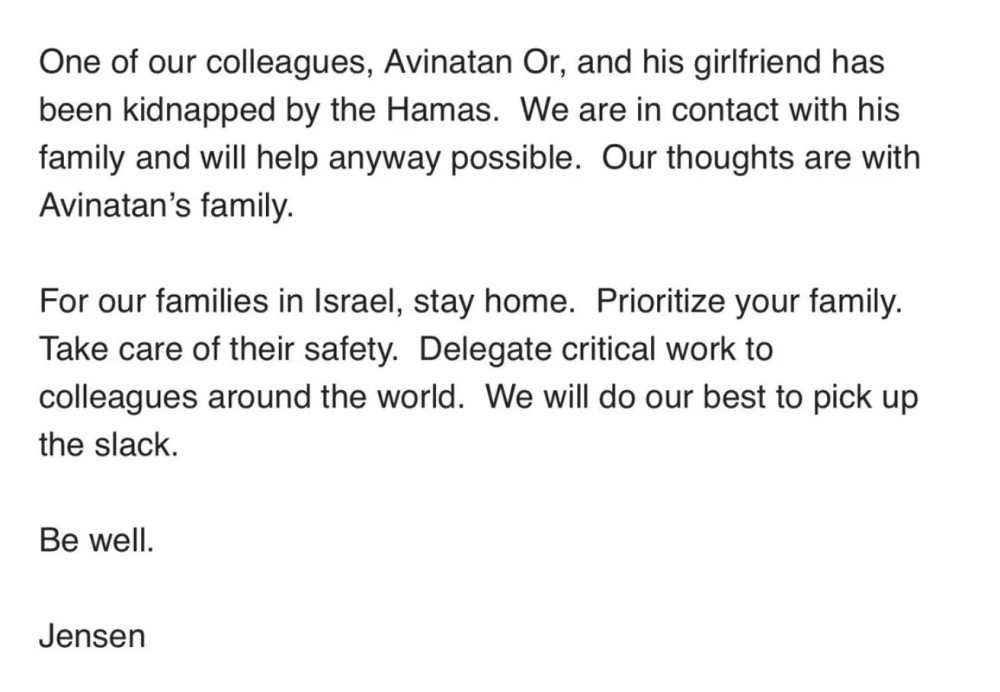 One of our colleagues, Avinatan Or, and his girlfriend has
been kidnapped by the Hamas.  We are in contact with his
family and will help anyway possible.  Our thoughts are with
Avinatan’s family.
For our families in Israel, stay home.  Prioritize your family.
Take care of their safety.  Delegate critical work to
colleagues around the world.  We will do our best to pick up
the slack.
Be well.
Jensen